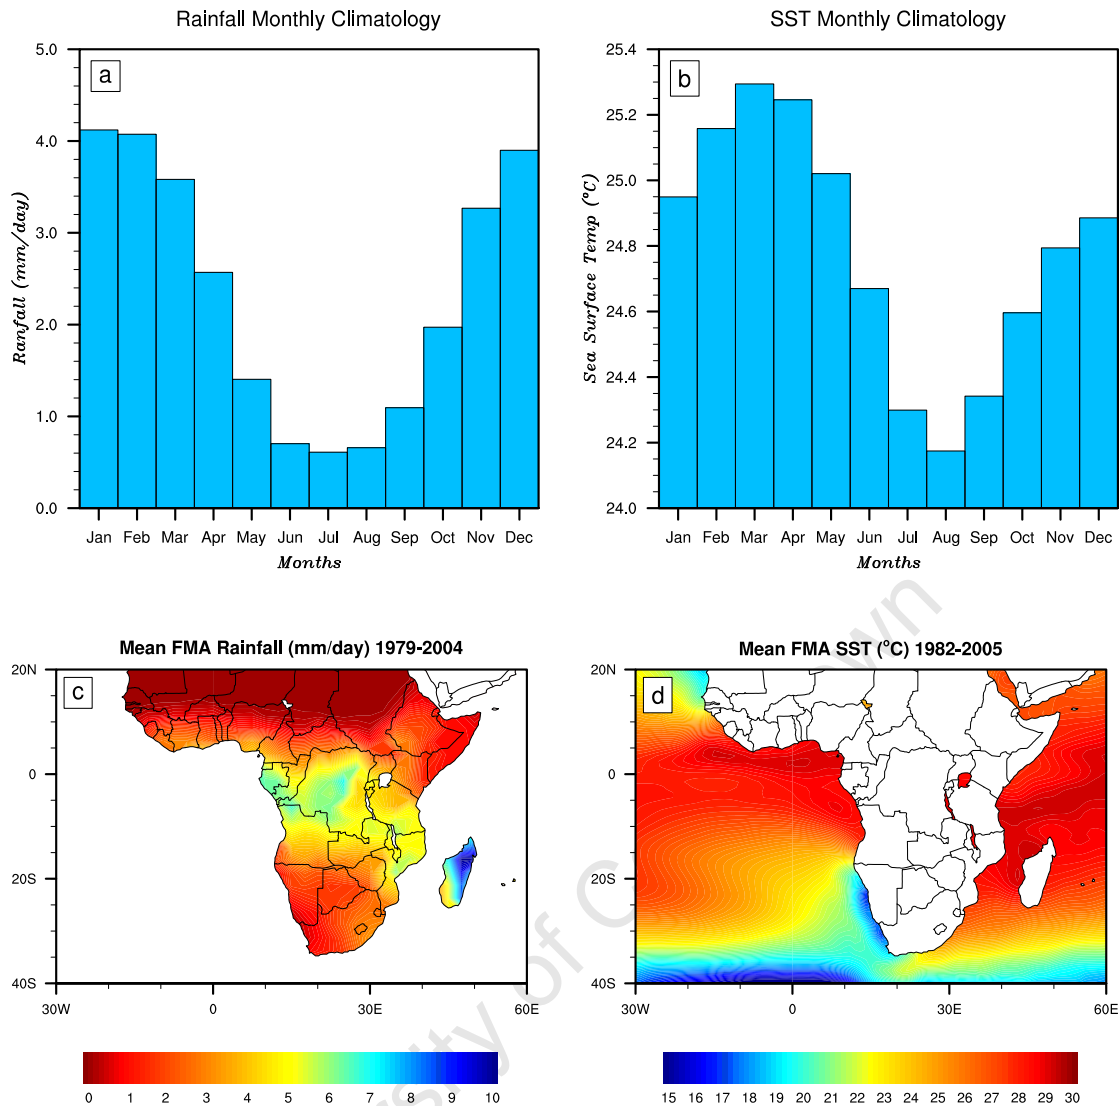 Rainfall Monthly Climatology
SST Monthly Climatology
a
5.0
4.0
3.0
2.0
1.0
0.0
Ranfall (mm/day)
Jan Feb Mar Apr May Jun Jul Aug Sep Oct Nov Dec
Months
b
25.4
25.2
25.0
24.8
24.6
24.4
24.2
24.0
Sea Surface Temp (°C)
Jan Feb Mar Apr May Jun Jul Aug Sep Oct Nov Dec
Months
Mean FMA Rainfall (mm/day) 1979-2004
c
20N
0
20S
40S
30W 0 30E 60E
0 1 2 3 4 5 6 7 8 9 10
Mean FMA SST (°C) 1982-2005
d
20N
0
20S
40S
30W 0 30E 60E
15 16 17 18 19 20 21 22 23 24 25 26 27 28 29 30